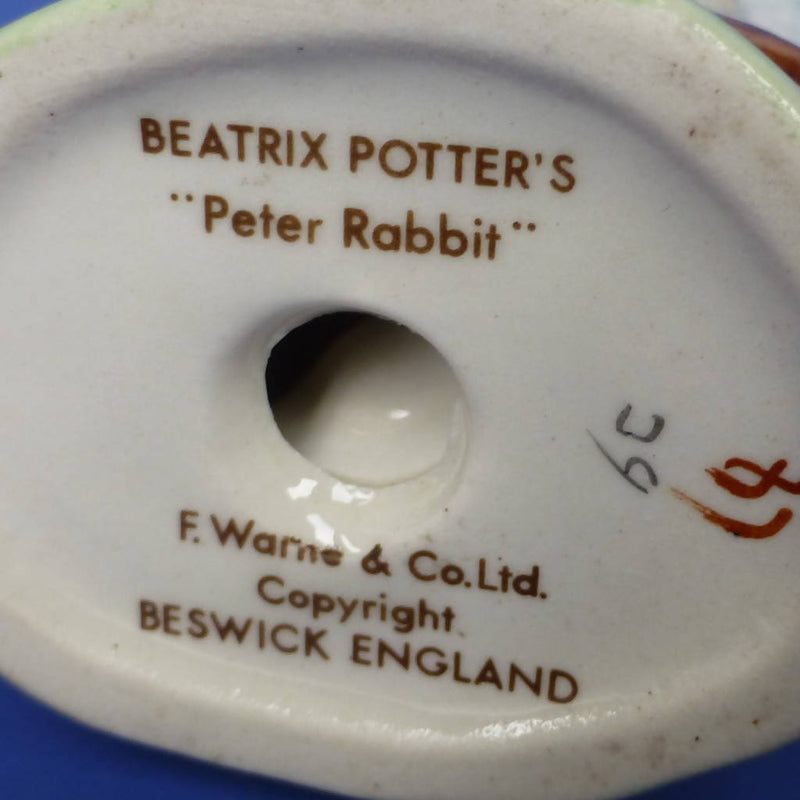 BEATRIX POTTER'S
"Peter Rabbit"
F. Warne & Co. Ltd.
Copyright.
BESWICK ENGLAND